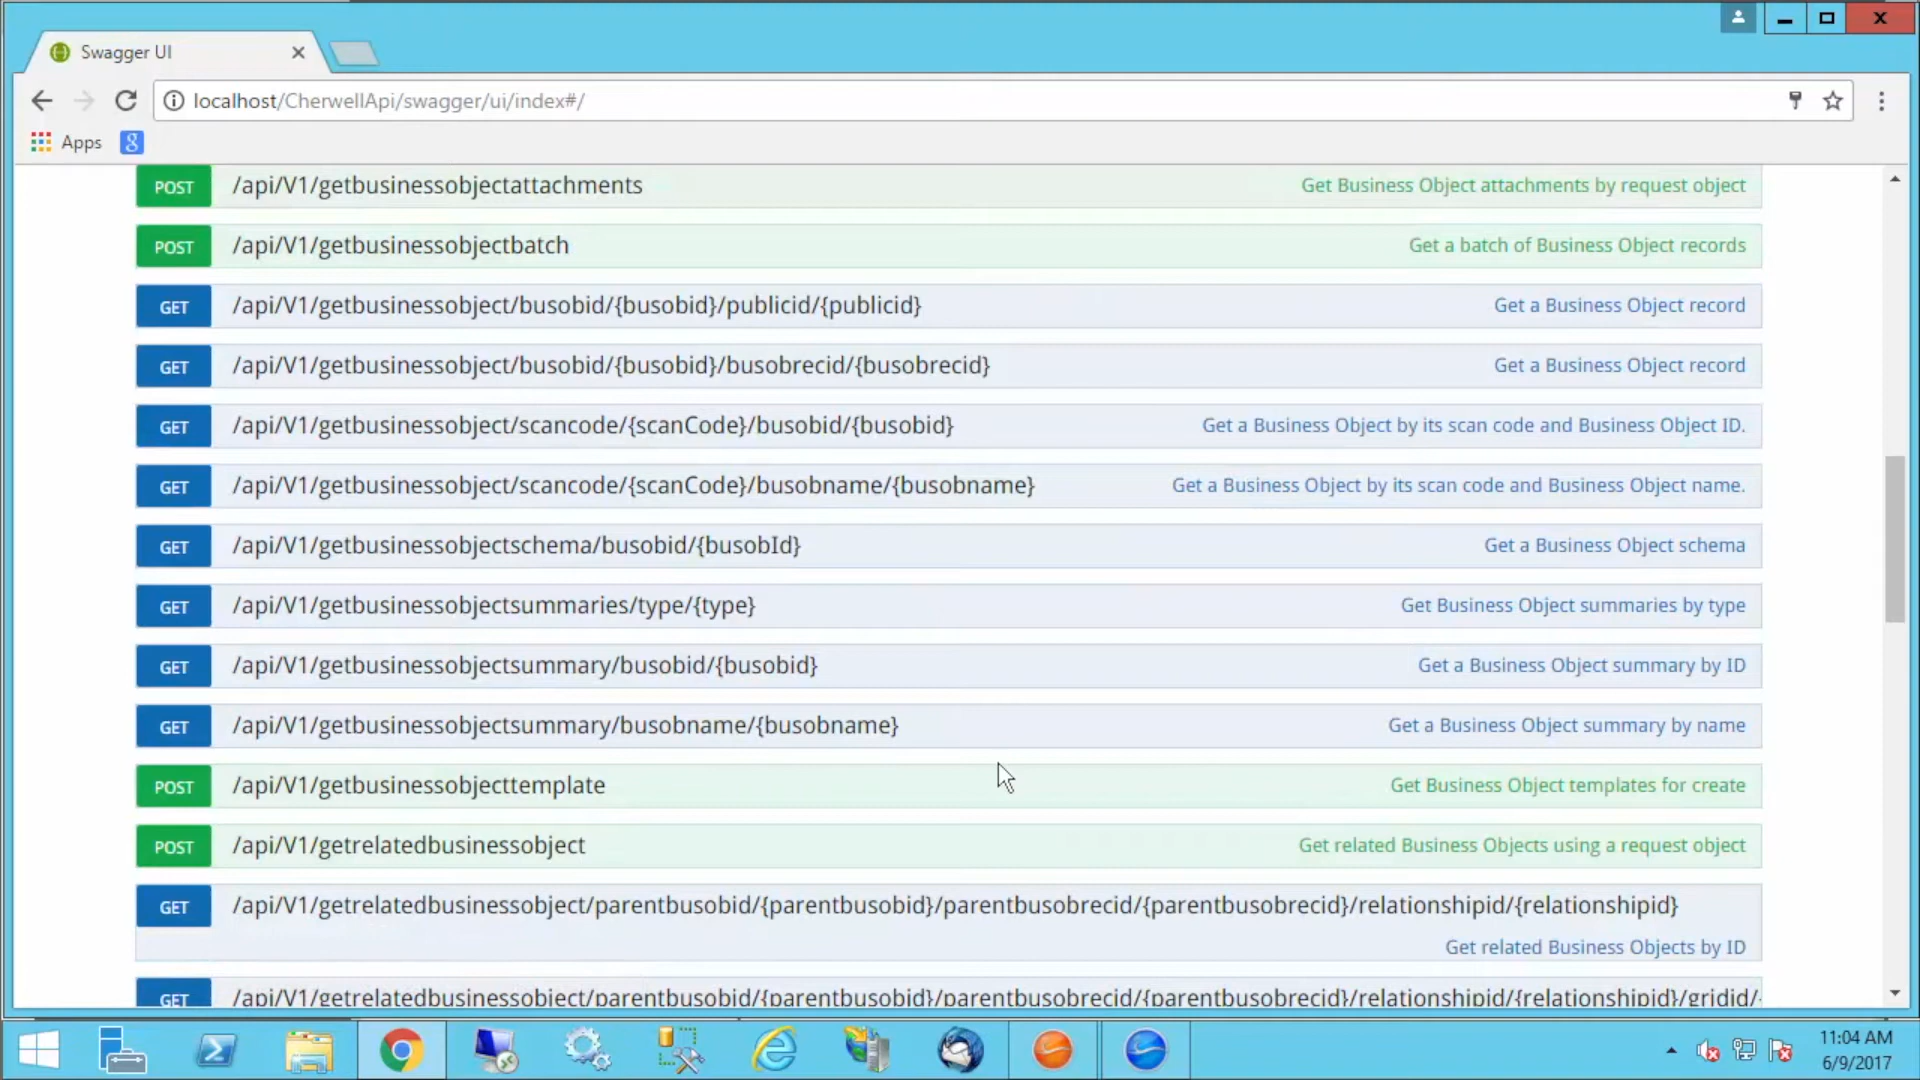 Swagger UI
localhost/CherwellApi/swagger/ui/index#/
Apps
POST /api/V1/getbusinessobjectattachments Get Business Object attachments by request object
POST /api/V1/getbusinessobjectbatch Get a batch of Business Object records
GET /api/V1/getbusinessobject/busobid/{busobid}/publicid/{publicid} Get a Business Object record
GET /api/V1/getbusinessobject/busobid/{busobid}/busobrecid/{busobrecid} Get a Business Object record
GET /api/V1/getbusinessobject/scancode/{scanCode}/busobid/{busobid} Get a Business Object by its scan code and Business Object ID.
GET /api/V1/getbusinessobject/scancode/{scanCode}/busobname/{busobname} Get a Business Object by its scan code and Business Object name.
GET /api/V1/getbusinessobjectschema/busobid/{busobId} Get a Business Object schema
GET /api/V1/getbusinessobjectsummaries/type/{type} Get Business Object summaries by type
GET /api/V1/getbusinessobjectsummary/busobid/{busobid} Get a Business Object summary by ID
GET /api/V1/getbusinessobjectsummary/busobname/{busobname} Get a Business Object summary by name
POST /api/V1/getbusinessobjecttemplate Get Business Object templates for create
POST /api/V1/getrelatedbusinessobject Get related Business Objects using a request object
GET /api/V1/getrelatedbusinessobject/parentbusobid/{parentbusobid}/parentbusobrecid/{parentbusobrecid}/relationshipid/{relationshipid}
Get related Business Objects by ID
GET /api/V1/getrelatedbusinessobject/parentbusobid/{parentbusobid}/parentbusobrecid/{parentbusobrecid}/relationshipid/{relationshipid}/gridid/
11:04 AM
6/9/2017